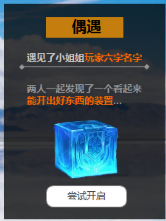 偶遇
遇见了小姐姐玩家六字名字
两人一起发现了一个看起来
能开出好东西的装置...
尝试开启